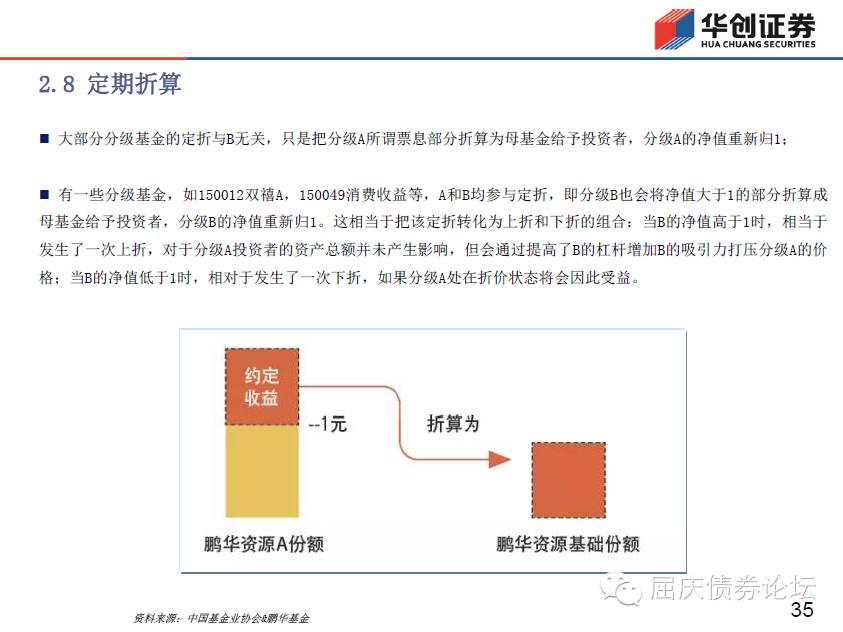 华创证券
HUA CHUANG SECURITIES
2.8 定期折算
■ 大部分分级基金的定折与B无关，只是把分级A所谓票息部分折算为母基金给予投资者，分级A的净值重新归1；
■ 有一些分级基金，如150012双禧A，150049消费收益等，A和B均参与定折，即分级B也会将净值大于1的部分折算成
母基金给予投资者，分级B的净值重新归1。这相当于把该定折转化为上折和下折的组合：当B的净值高于1时，相当于
发生了一次上折，对于分级A投资者的资产总额并未产生影响，但会通过提高了B的杠杆增加B的吸引力打压分级A的价
格；当B的净值低于1时，相对于发生了一次下折，如果分级A处在折价状态将会因此受益。
约定
收益
--1元
折算为
鹏华资源A份额
鹏华资源基础份额
屈庆债券论坛
资料来源：中国基金业协会&鹏华基金
35